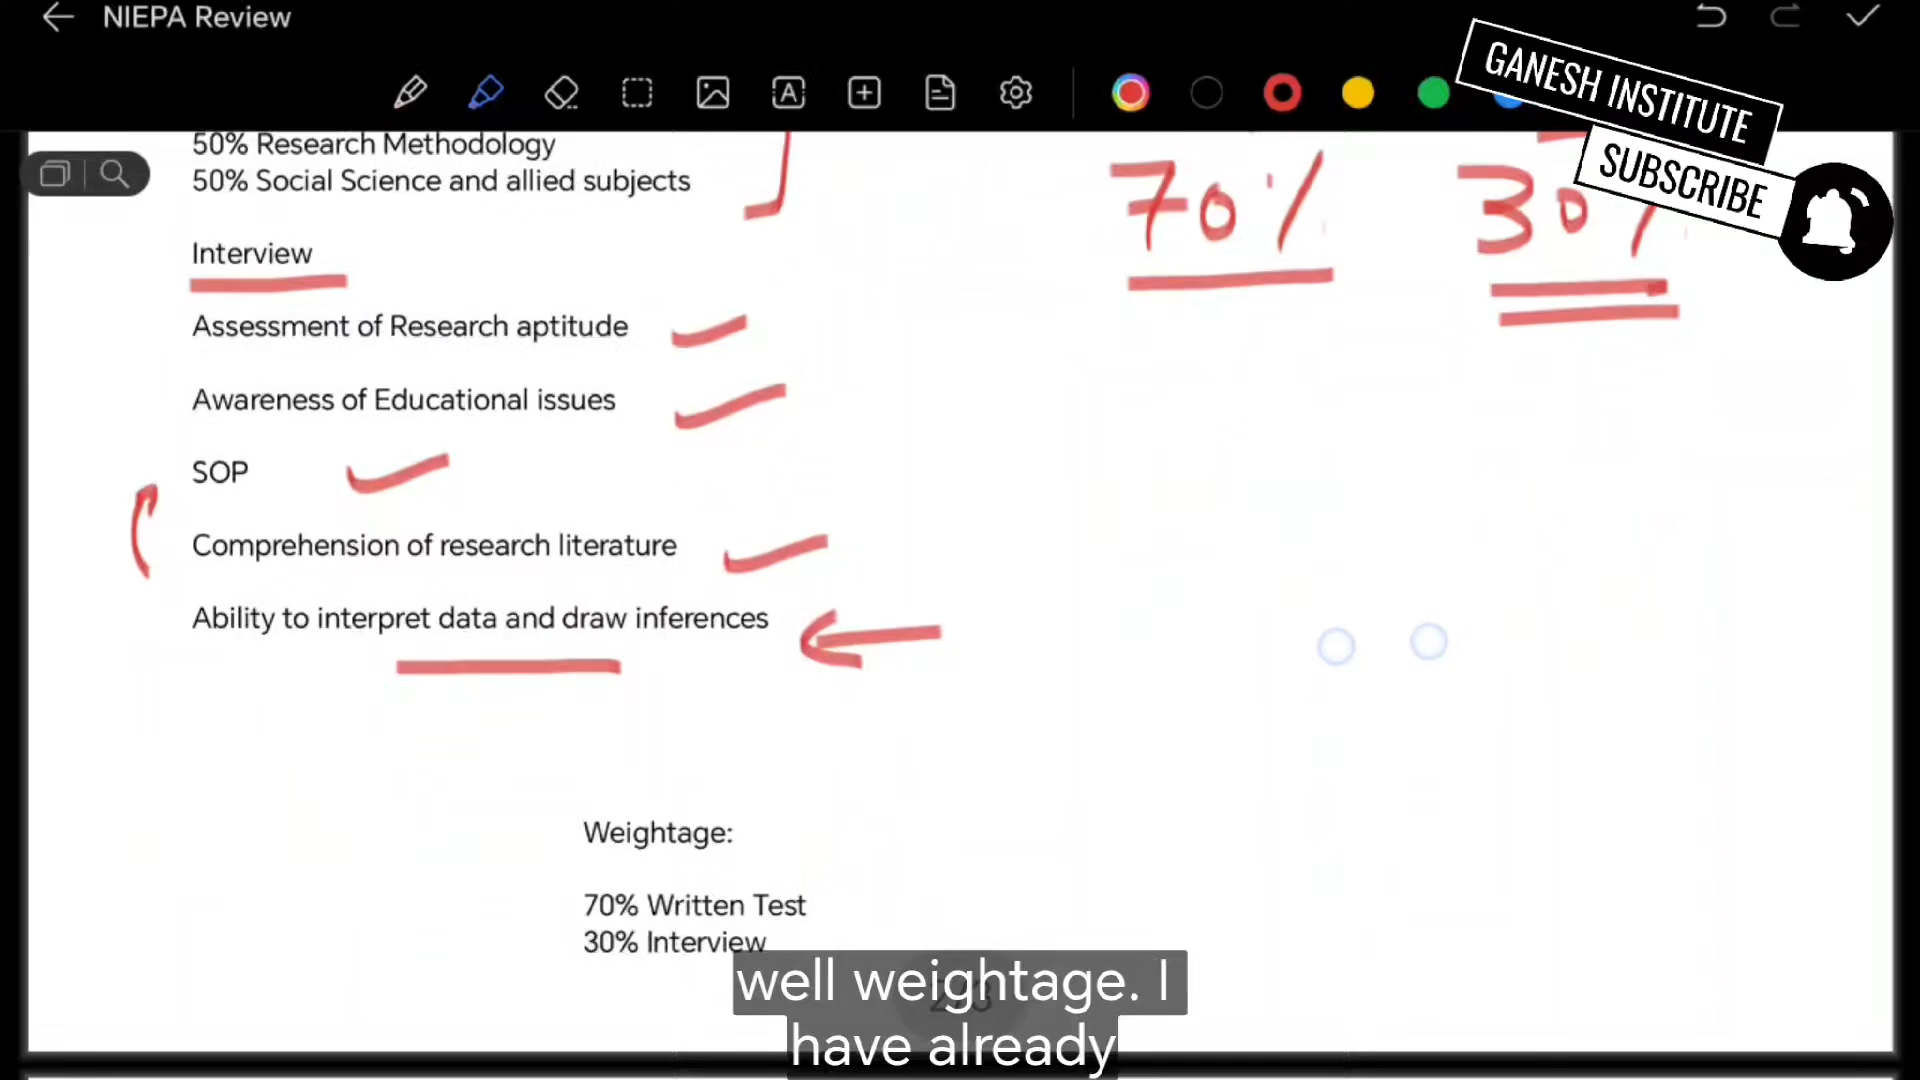 NIEPA Review
GANESH INSTITUTE
SUBSCRIBE
50% Research Methodology
50% Social Science and allied subjects
70%
30%
Interview
Assessment of Research aptitude
Awareness of Educational issues
SOP
Comprehension of research literature
Ability to interpret data and draw inferences
Weightage:
70% Written Test
30% Interview
well weightage. I
have already